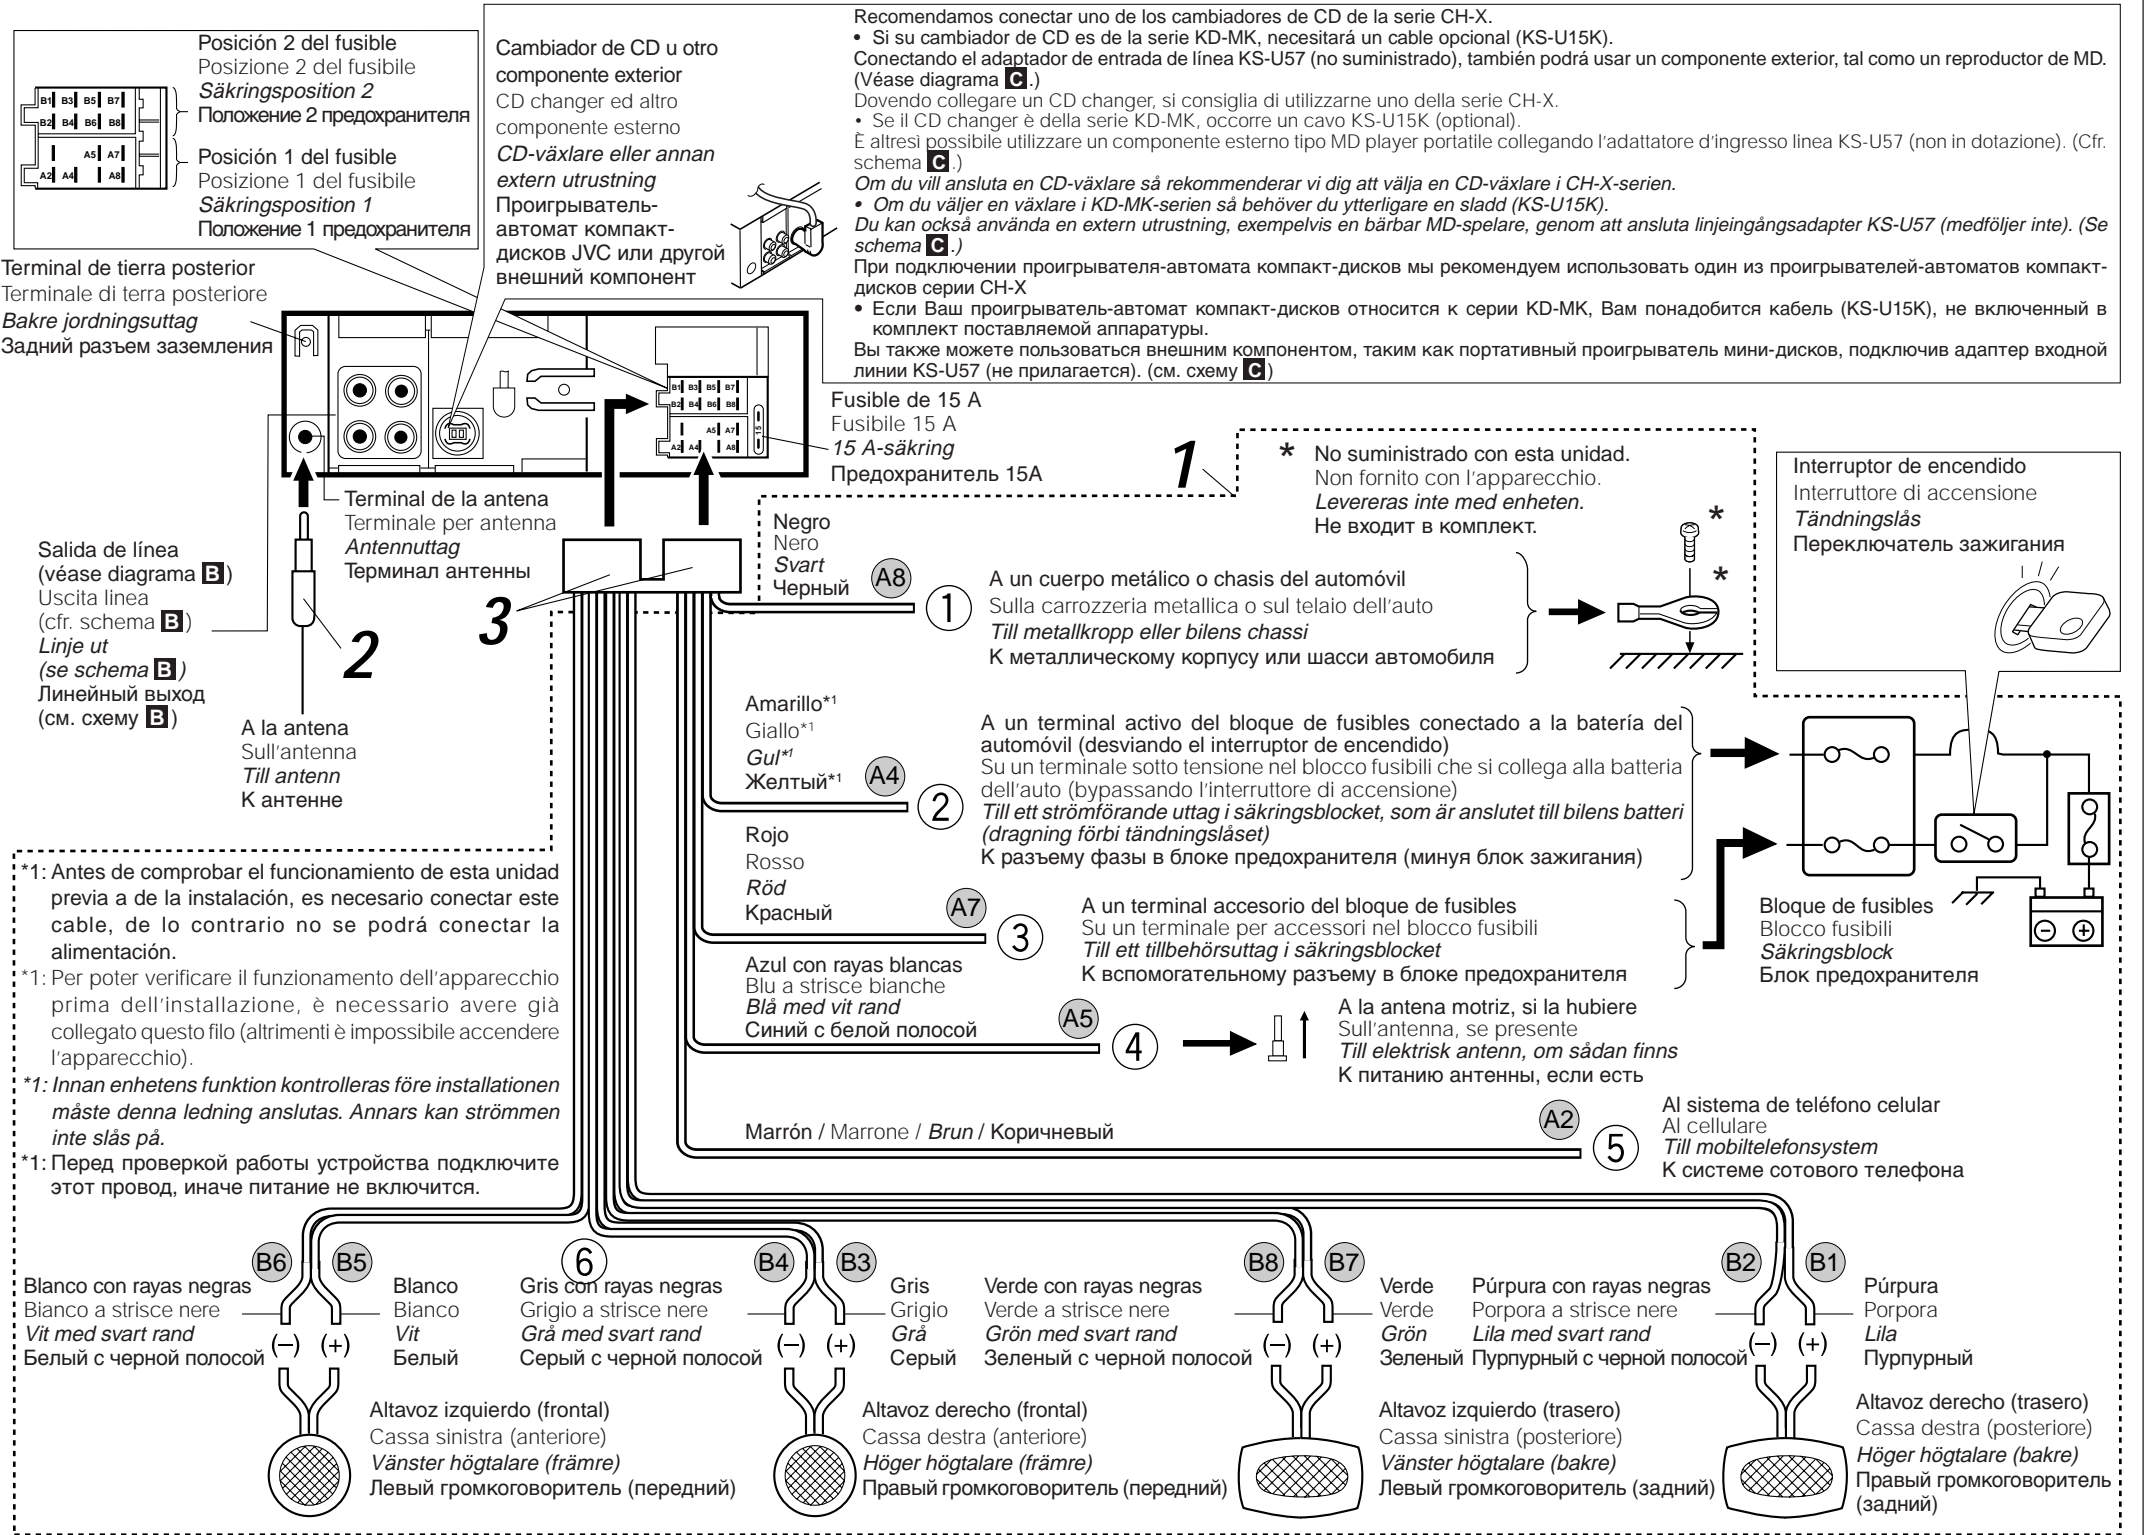 Posición 2 del fusible
Posizione 2 del fusibile
Säkringsposition 2
Положение 2 предохранителя
B1 B3 B5 B7
B2 B4 B6 B8
Posición 1 del fusible
Posizione 1 del fusibile
Säkringsposition 1
Положение 1 предохранителя
A5 A7
A2 A4 A8
Cambiador de CD u otro
componente exterior
CD changer ed altro
componente esterno
CD-växlare eller annan
extern utrustning
Проигрыватель-
автомат компакт-
дисков JVC или другой
внешний компонент
Recomendamos conectar uno de los cambiadores de CD de la serie CH-X.
• Si su cambiador de CD es de la serie KD-MK, necesitará un cable opcional (KS-U15K).
Conectando el adaptador de entrada de línea KS-U57 (no suministrado), también podrá usar un componente exterior, tal como un reproductor de MD.
(Véase diagrama C.)
Dovendo collegare un CD changer, si consiglia di utilizzarne uno della serie CH-X.
• Se il CD changer è della serie KD-MK, occorre un cavo KS-U15K (optional).
È altresì possibile utilizzare un componente esterno tipo MD player portatile collegando l'adattatore d'ingresso linea KS-U57 (non in dotazione). (Cfr.
schema C.)
Om du vill ansluta en CD-växlare så rekommenderar vi dig att välja en CD-växlare i CH-X-serien.
• Om du väljer en växlare i KD-MK-serien så behöver du ytterligare en sladd (KS-U15K).
Du kan också använda en extern utrustning, exempelvis en bärbar MD-spelare, genom att ansluta linjeingångsadapter KS-U57 (medföljer inte). (Se
schema C.)
При подключении проигрывателя-автомата компакт-дисков мы рекомендуем использовать один из проигрывателей-автоматов компакт-
дисков серии CH-X
• Если Ваш проигрыватель-автомат компакт-дисков относится к серии KD-MK, Вам понадобится кабель (KS-U15K), не включенный в
комплект поставляемой аппаратуры.
Вы также можете пользоваться внешним компонентом, таким как портативный проигрыватель мини-дисков, подключив адаптер входной
линии KS-U57 (не прилагается). (см. схему C)
Terminal de tierra posterior
Terminale di terra posteriore
Bakre jordningsuttag
Задний разъем заземления
B1 B3 B5 B7
B2 B4 B6 B8
A5 A7
A2 A4 A8
15
Fusible de 15 A
Fusibile 15 A
15 A-säkring
Предохранитель 15А
Terminal de la antena
Terminale per antenna
Antennuttag
Терминал антенны
Salida de línea
(véase diagrama B)
Uscita linea
(cfr. schema B)
Linje ut
(se schema B)
Линейный выход
(см. схему B)
2
3
1
A la antena
Sull'antenna
Till antenn
К антенне
* No suministrado con esta unidad.
Non fornito con l'apparecchio.
Levereras inte med enheten.
Не входит в комплект.
*
*
Interruptor de encendido
Interruttore di accensione
Tändningslås
Переключатель зажигания
Negro
Nero
Svart
Черный
A8
1
A un cuerpo metálico o chasis del automóvil
Sulla carrozzeria metallica o sul telaio dell'auto
Till metallkropp eller bilens chassi
К металлическому корпусу или шасси автомобиля
Amarillo*1
Giallo*1
Gul*1
Желтый*1
A4
2
A un terminal activo del bloque de fusibles conectado a la batería del
automóvil (desviando el interruptor de encendido)
Su un terminale sotto tensione nel blocco fusibili che si collega alla batteria
dell'auto (bypassando l'interruttore di accensione)
Till ett strömförande uttag i säkringsblocket, som är anslutet till bilens batteri
(dragning förbi tändningslåset)
К разъему фазы в блоке предохранителя (минуя блок зажигания)
Rojo
Rosso
Röd
Красный
A7
3
A un terminal accesorio del bloque de fusibles
Su un terminale per accessori nel blocco fusibili
Till ett tillbehörsuttag i säkringsblocket
К вспомогательному разъему в блоке предохранителя
Bloque de fusibles
Blocco fusibili
Säkringsblock
Блок предохранителя
Azul con rayas blancas
Blu a strisce bianche
Blå med vit rand
Синий с белой полосой
A5
4
A la antena motriz, si la hubiere
Sull'antenna, se presente
Till elektrisk antenn, om sådan finns
К питанию антенны, если есть
Marrón / Marrone / Brun / Коричневый
A2
5
Al sistema de teléfono celular
Al cellulare
Till mobiltelefonsystem
К системе сотового телефона
*1: Antes de comprobar el funcionamiento de esta unidad
previa a de la instalación, es necesario conectar este
cable, de lo contrario no se podrá conectar la
alimentación.
*1: Per poter verificare il funzionamento dell'apparecchio
prima dell'installazione, è necessario avere già
collegato questo filo (altrimenti è impossibile accendere
l'apparecchio).
*1: Innan enhetens funktion kontrolleras före installationen
måste denna ledning anslutas. Annars kan strömmen
inte slås på.
*1: Перед проверкой работы устройства подключите
этот провод, иначе питание не включится.
6
B6 B5
Blanco con rayas negras
Bianco a strisce nere
Vit med svart rand
Белый с черной полосой
(−) (+)
Blanco
Bianco
Vit
Белый
Altavoz izquierdo (frontal)
Cassa sinistra (anteriore)
Vänster högtalare (främre)
Левый громкоговоритель (передний)
B4 B3
Gris con rayas negras
Grigio a strisce nere
Grå med svart rand
Серый с черной полосой
(−) (+)
Gris
Grigio
Grå
Серый
Altavoz derecho (frontal)
Cassa destra (anteriore)
Höger högtalare (främre)
Правый громкоговоритель (передний)
B8 B7
Verde con rayas negras
Verde a strisce nere
Grön med svart rand
Зеленый с черной полосой
(−) (+)
Verde
Verde
Grön
Зеленый
Altavoz izquierdo (trasero)
Cassa sinistra (posteriore)
Vänster högtalare (bakre)
Левый громкоговоритель (задний)
B2 B1
Púrpura con rayas negras
Porpora a strisce nere
Lila med svart rand
Пурпурный с черной полосой
(−) (+)
Púrpura
Porpora
Lila
Пурпурный
Altavoz derecho (trasero)
Cassa destra (posteriore)
Höger högtalare (bakre)
Правый громкоговоритель
(задний)